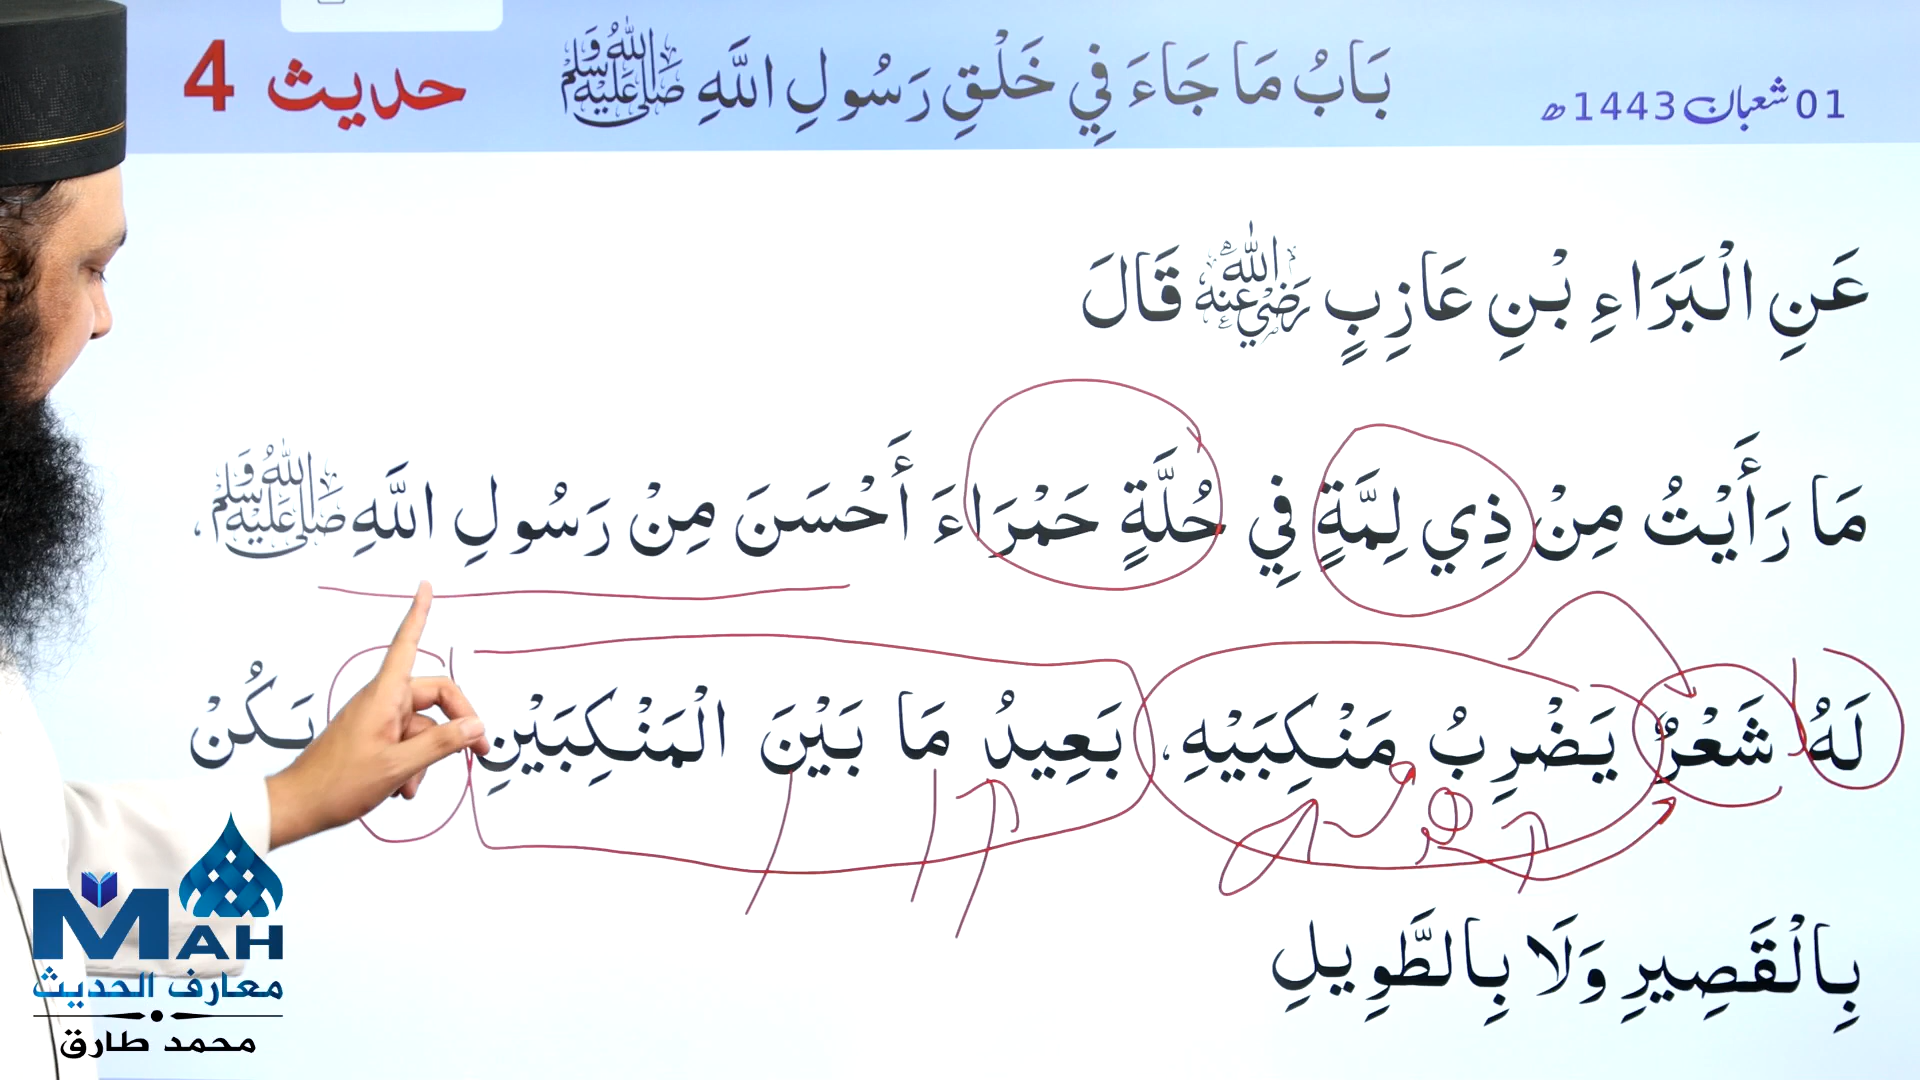 01 شعبان 1443ھ
بَابُ مَا جَاءَ فِي خَلْقِ رَسُولِ اللَّهِ ﷺ
حدیث 4
عَنِ الْبَرَاءِ بْنِ عَازِبٍ رَضِيَ اللّٰهُ عَنْهُ قَالَ
مَا رَأَيْتُ مِنْ ذِي لِمَّةٍ فِي حُلَّةٍ حَمْرَاءَ أَحْسَنَ مِنْ رَسُولِ اللَّهِ ﷺ،
لَهُ شَعْرٌ يَضْرِبُ مَنْكِبَيْهِ، بَعِيدُ مَا بَيْنَ الْمَنْكِبَيْنِ يَكُنْ
بِالْقَصِيرِ وَلَا بِالطَّوِيلِ
MAH
معارف الحدیث
محمد طارق